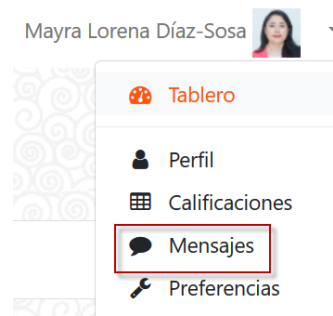 Mayra Lorena Díaz-Sosa
Tablero
Perfil
Calificaciones
Mensajes
Preferencias